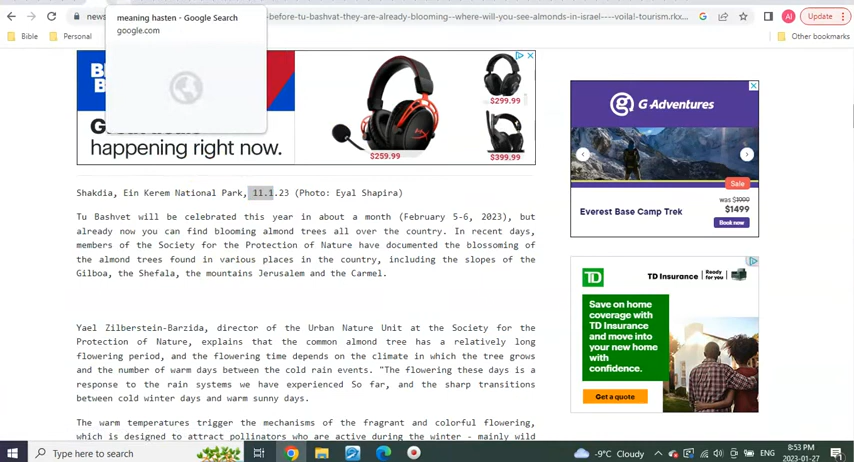 meaning hasten - Google Search
google.com
news
-before-tu-bashvat-they-are-already-blooming--where-will-you-see-almonds-in-israel----voila!-tourism.rkx...
AI
Update
Bible
Personal
Other bookmarks
happening right now.
$259.99
$299.99
$399.99
G Adventures
Sale
Everest Base Camp Trek
was $1999
$1499
Book now
Shakdia, Ein Kerem National Park, 11.1.23 (Photo: Eyal Shapira)
Tu Bashvet will be celebrated this year in about a month (February 5-6, 2023), but
already now you can find blooming almond trees all over the country. In recent days,
members of the Society for the Protection of Nature have documented the blossoming of
the almond trees found in various places in the country, including the slopes of the
Gilboa, the Shefala, the mountains Jerusalem and the Carmel.
TD
TD Insurance
Ready for you
Save on home
coverage with
TD Insurance
and move into
your new home
with
confidence.
Get a quote
Yael Zilberstein-Barzida, director of the Urban Nature Unit at the Society for the
Protection of Nature, explains that the common almond tree has a relatively long
flowering period, and the flowering time depends on the climate in which the tree grows
and the number of warm days between the cold rain events. "The flowering these days is a
response to the rain systems we have experienced So far, and the sharp transitions
between cold winter days and warm sunny days.
The warm temperatures trigger the mechanisms of the fragrant and colorful flowering,
which is designed to attract pollinators who are active during the winter - mainly wild
Type here to search
-9°C Cloudy
ENG
8:53 PM
2023-01-27